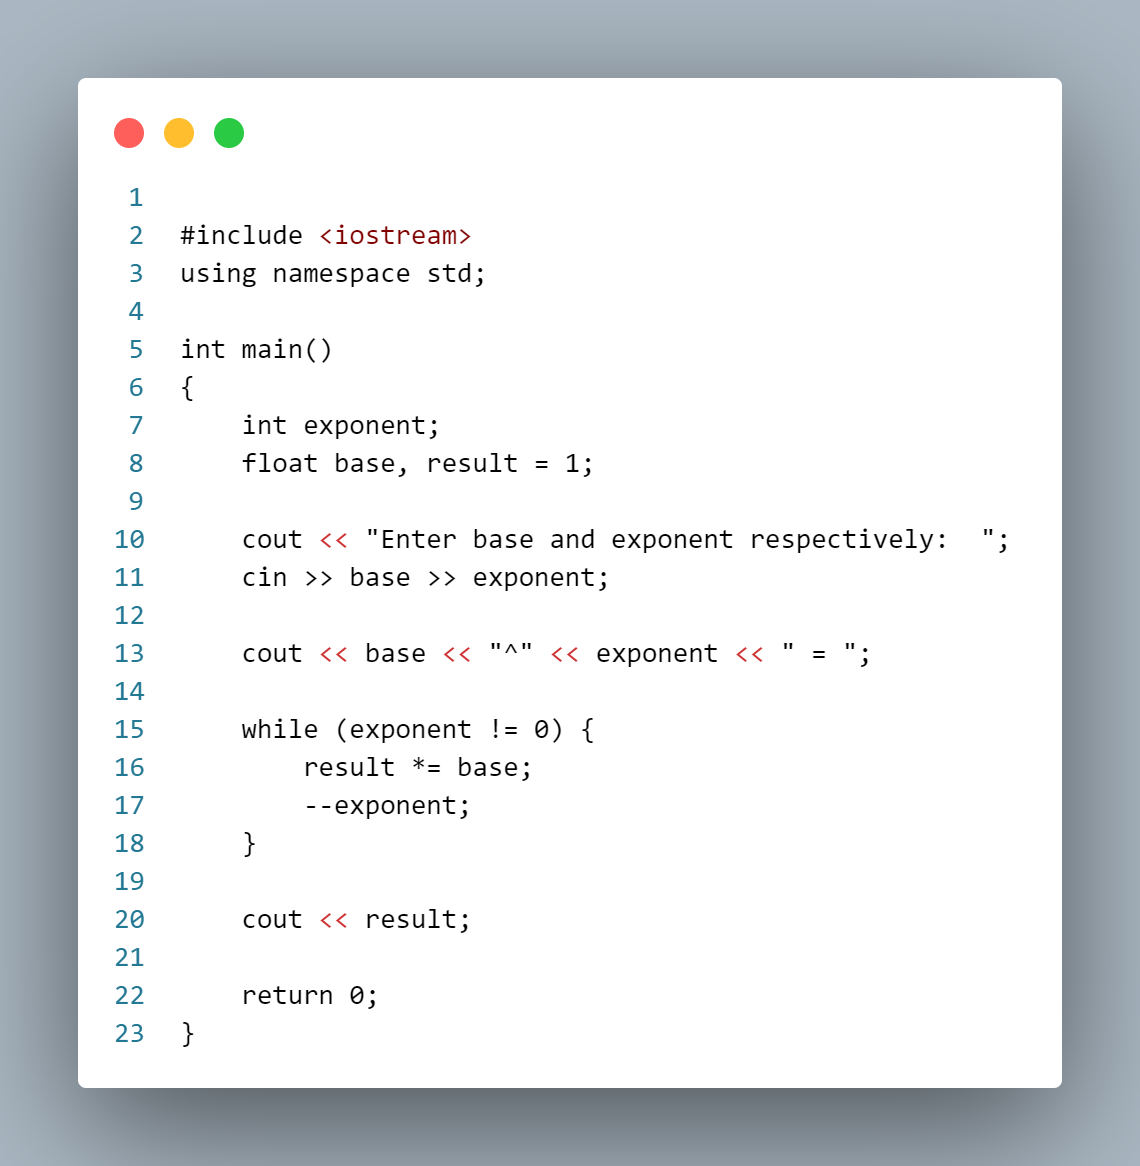 1
2 #include <iostream>
3 using namespace std;
4
5 int main()
6 {
7     int exponent;
8     float base, result = 1;
9
10     cout << "Enter base and exponent respectively:  ";
11     cin >> base >> exponent;
12
13     cout << base << "^" << exponent << " = ";
14
15     while (exponent != 0) {
16         result *= base;
17         --exponent;
18     }
19
20     cout << result;
21
22     return 0;
23 }